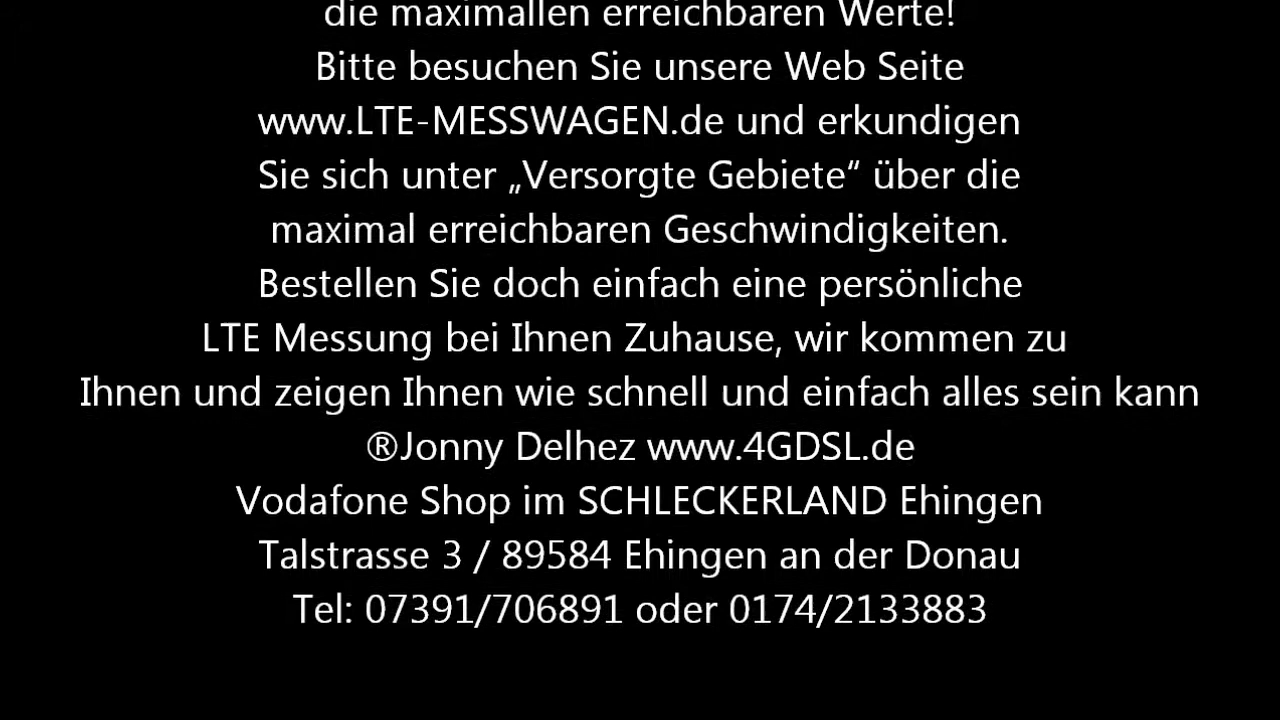 die maximallen erreichbaren Werte!
Bitte besuchen Sie unsere Web Seite
www.LTE-MESSWAGEN.de und erkundigen
Sie sich unter „Versorgte Gebiete“ über die
maximal erreichbaren Geschwindigkeiten.
Bestellen Sie doch einfach eine persönliche
LTE Messung bei Ihnen Zuhause, wir kommen zu
Ihnen und zeigen Ihnen wie schnell und einfach alles sein kann
®Jonny Delhez www.4GDSL.de
Vodafone Shop im SCHLECKERLAND Ehingen
Talstrasse 3 / 89584 Ehingen an der Donau
Tel: 07391/706891 oder 0174/2133883